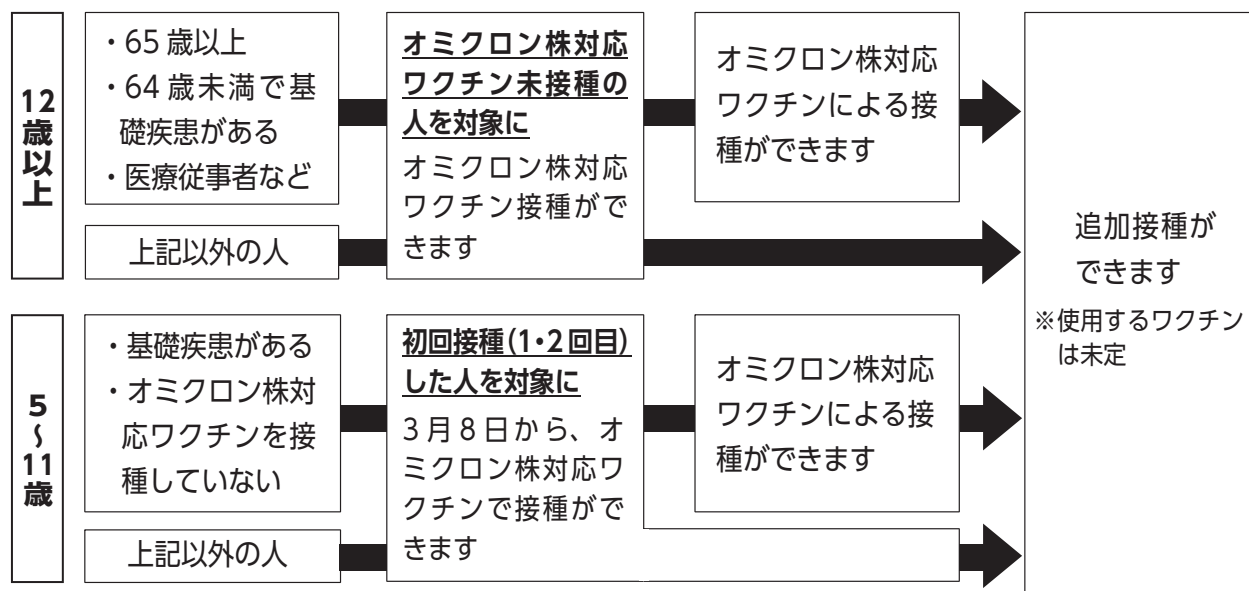 12歳以上
・65歳以上
・64歳未満で基
礎疾患がある
・医療従事者など
上記以外の人
オミクロン株対応
ワクチン未接種の
人を対象に
オミクロン株対応
ワクチン接種がで
きます
オミクロン株対応
ワクチンによる接
種ができます
5〜11歳
・基礎疾患がある
・オミクロン株対
応ワクチンを接
種していない
上記以外の人
初回接種(1・2回目)
した人を対象に
3月8日から、オ
ミクロン株対応ワ
クチンで接種がで
きます
オミクロン株対応
ワクチンによる接
種ができます
追加接種が
できます
※使用するワクチン
は未定